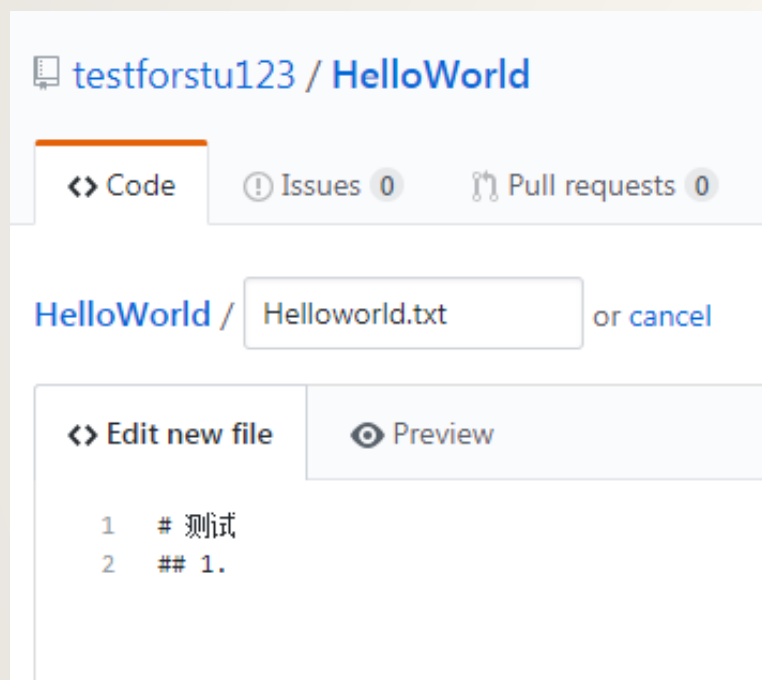 testforstu123 / HelloWorld
Code Issues 0 Pull requests 0
HelloWorld / Helloworld.txt or cancel
Edit new file Preview
1 # 测试
2 ## 1.